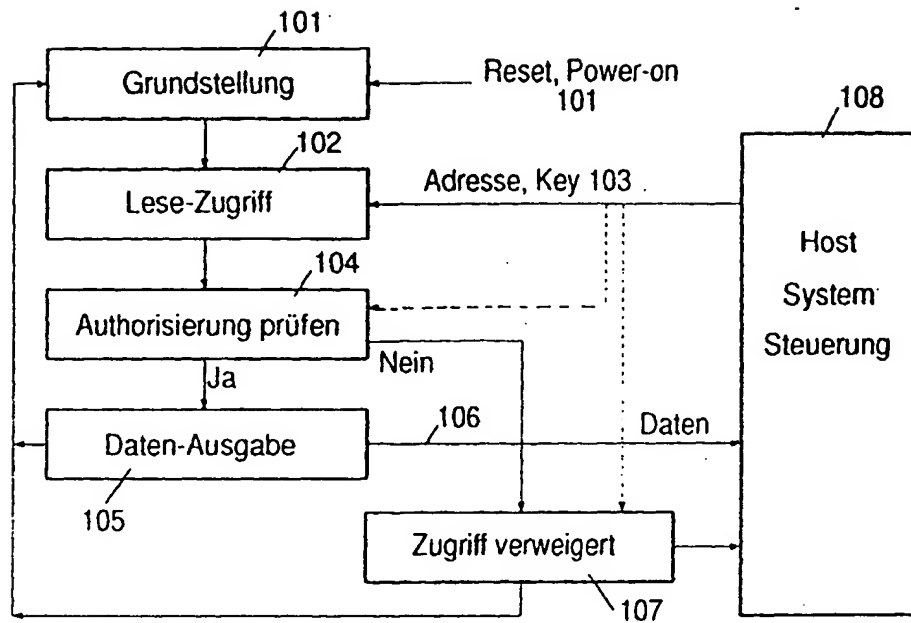 101
Grundstellung
Reset, Power-on
101
108
102
Lese-Zugriff
Adresse, Key 103
Host
System
Steuerung
104
Authorisierung prüfen
Nein
Ja
106
Daten
Daten-Ausgabe
105
Zugriff verweigert
107